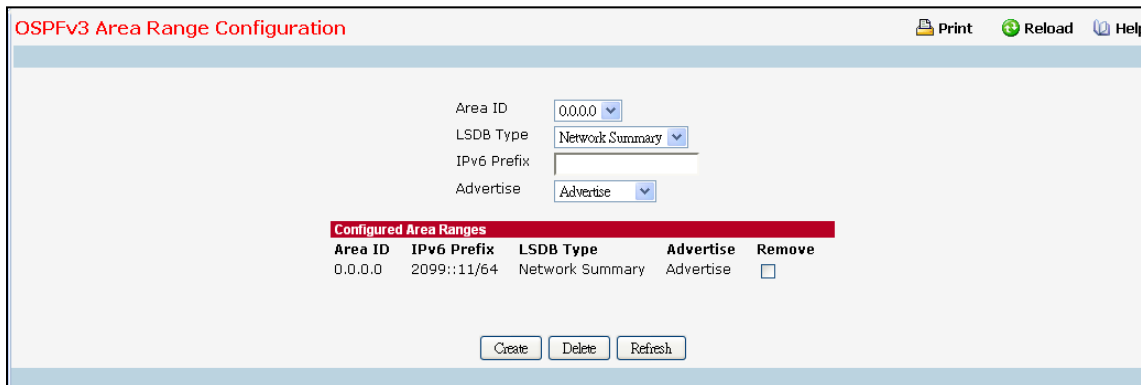 OSPFv3 Area Range Configuration
Print Reload Help
Area ID 0.0.0.0
LSDB Type Network Summary
IPv6 Prefix
Advertise Advertise
Configured Area Ranges
Area ID IPv6 Prefix LSDB Type Advertise Remove
0.0.0.0 2099::11/64 Network Summary Advertise
Create Delete Refresh